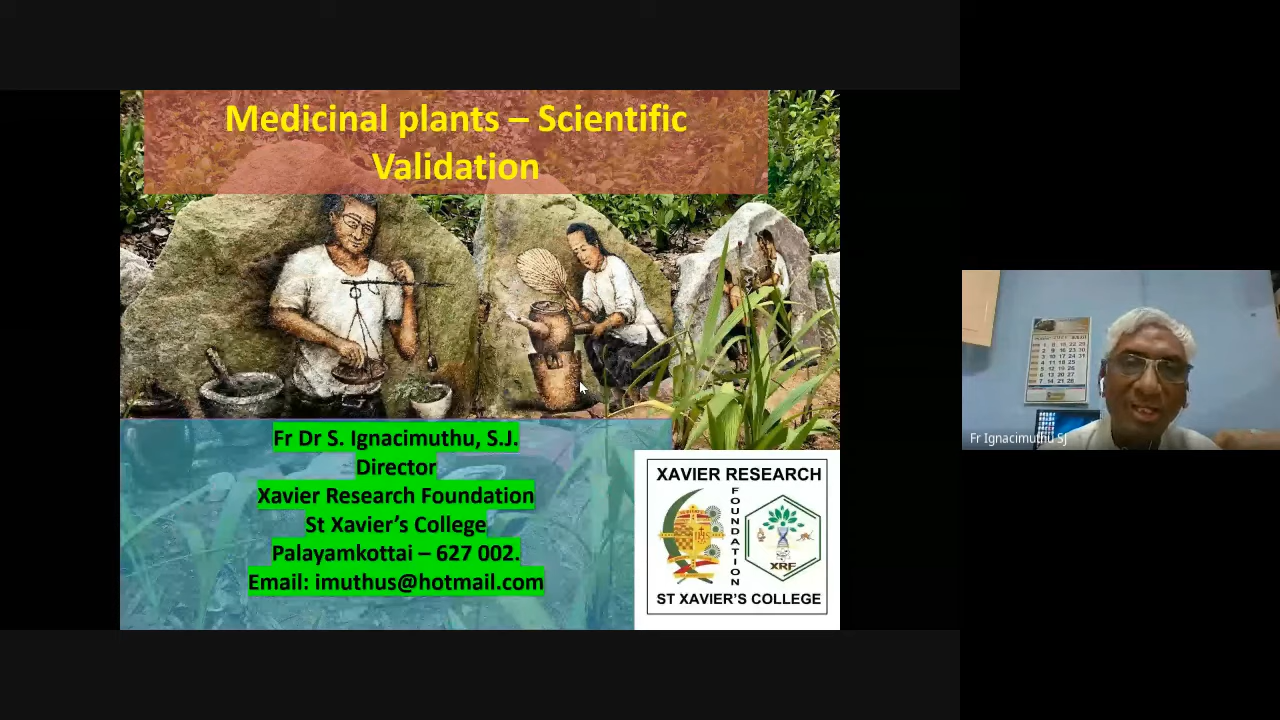 Medicinal plants – Scientific
Validation
Fr Dr S. Ignacimuthu, S.J.
Director
Xavier Research Foundation
St Xavier's College
Palayamkottai – 627 002.
Email: imuthus@hotmail.com
XAVIER RESEARCH
FOUNDATION
XRF
ST XAVIER'S COLLEGE
Fr Ignacimuthu SJ